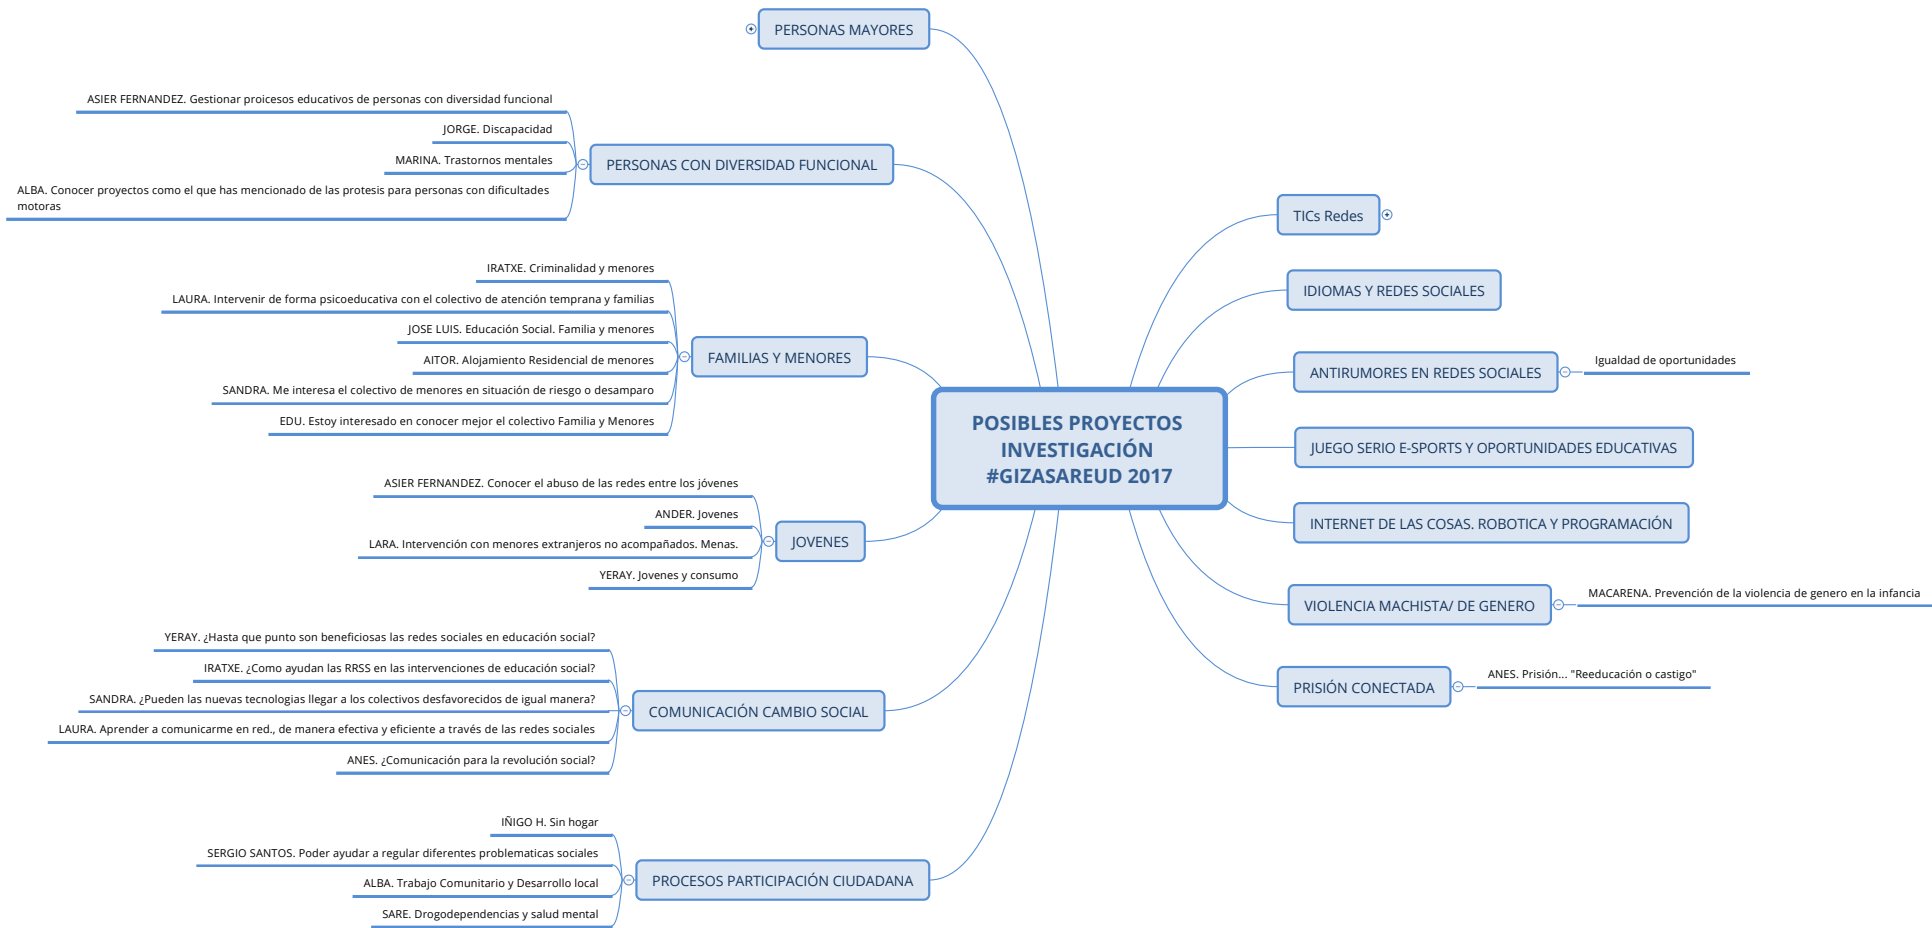 PERSONAS MAYORES
ASIER FERNANDEZ. Gestionar proicesos educativos de personas con diversidad funcional
JORGE. Discapacidad
MARINA. Trastornos mentales
ALBA. Conocer proyectos como el que has mencionado de las protesis para personas con dificultades
motoras
PERSONAS CON DIVERSIDAD FUNCIONAL
IRATXE. Criminalidad y menores
LAURA. Intervenir de forma psicoeducativa con el colectivo de atención temprana y familias
JOSE LUIS. Educación Social. Familia y menores
AITOR. Alojamiento Residencial de menores
SANDRA. Me interesa el colectivo de menores en situación de riesgo o desamparo
EDU. Estoy interesado en conocer mejor el colectivo Familia y Menores
FAMILIAS Y MENORES
ASIER FERNANDEZ. Conocer el abuso de las redes entre los jóvenes
ANDER. Jovenes
LARA. Intervención con menores extranjeros no acompañados. Menas.
YERAY. Jovenes y consumo
JOVENES
YERAY. ¿Hasta que punto son beneficiosas las redes sociales en educación social?
IRATXE. ¿Como ayudan las RRSS en las intervenciones de educación social?
SANDRA. ¿Pueden las nuevas tecnologias llegar a los colectivos desfavorecidos de igual manera?
LAURA. Aprender a comunicarme en red., de manera efectiva y eficiente a través de las redes sociales
ANES. ¿Comunicación para la revolución social?
COMUNICACIÓN CAMBIO SOCIAL
IÑIGO H. Sin hogar
SERGIO SANTOS. Poder ayudar a regular diferentes problematicas sociales
ALBA. Trabajo Comunitario y Desarrollo local
SARE. Drogodependencias y salud mental
PROCESOS PARTICIPACIÓN CIUDADANA
POSIBLES PROYECTOS
INVESTIGACIÓN
#GIZASAREUD 2017
TICs Redes
IDIOMAS Y REDES SOCIALES
ANTIRUMORES EN REDES SOCIALES
Igualdad de oportunidades
JUEGO SERIO E-SPORTS Y OPORTUNIDADES EDUCATIVAS
INTERNET DE LAS COSAS. ROBOTICA Y PROGRAMACIÓN
VIOLENCIA MACHISTA/ DE GENERO
MACARENA. Prevención de la violencia de genero en la infancia
PRISIÓN CONECTADA
ANES. Prisión... "Reeducación o castigo"